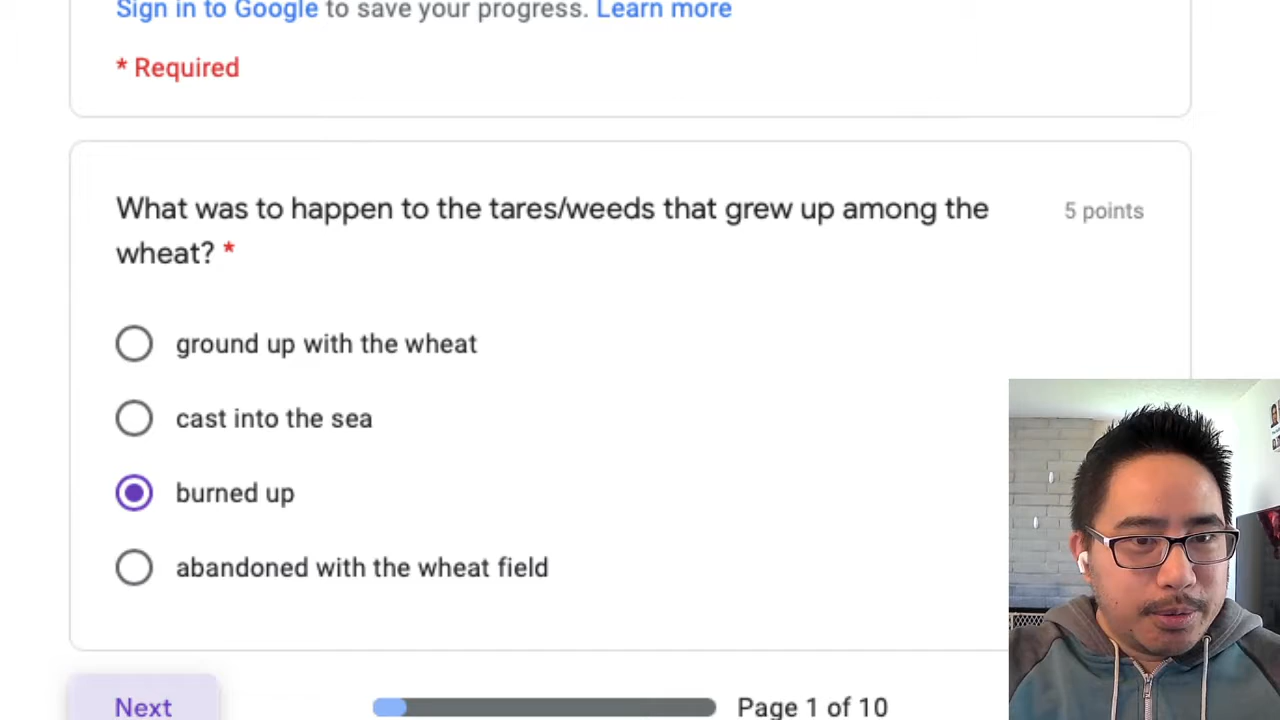 Sign in to Google to save your progress. Learn more
* Required
What was to happen to the tares/weeds that grew up among the
wheat? *
5 points
ground up with the wheat
cast into the sea
burned up
abandoned with the wheat field
Next
Page 1 of 10